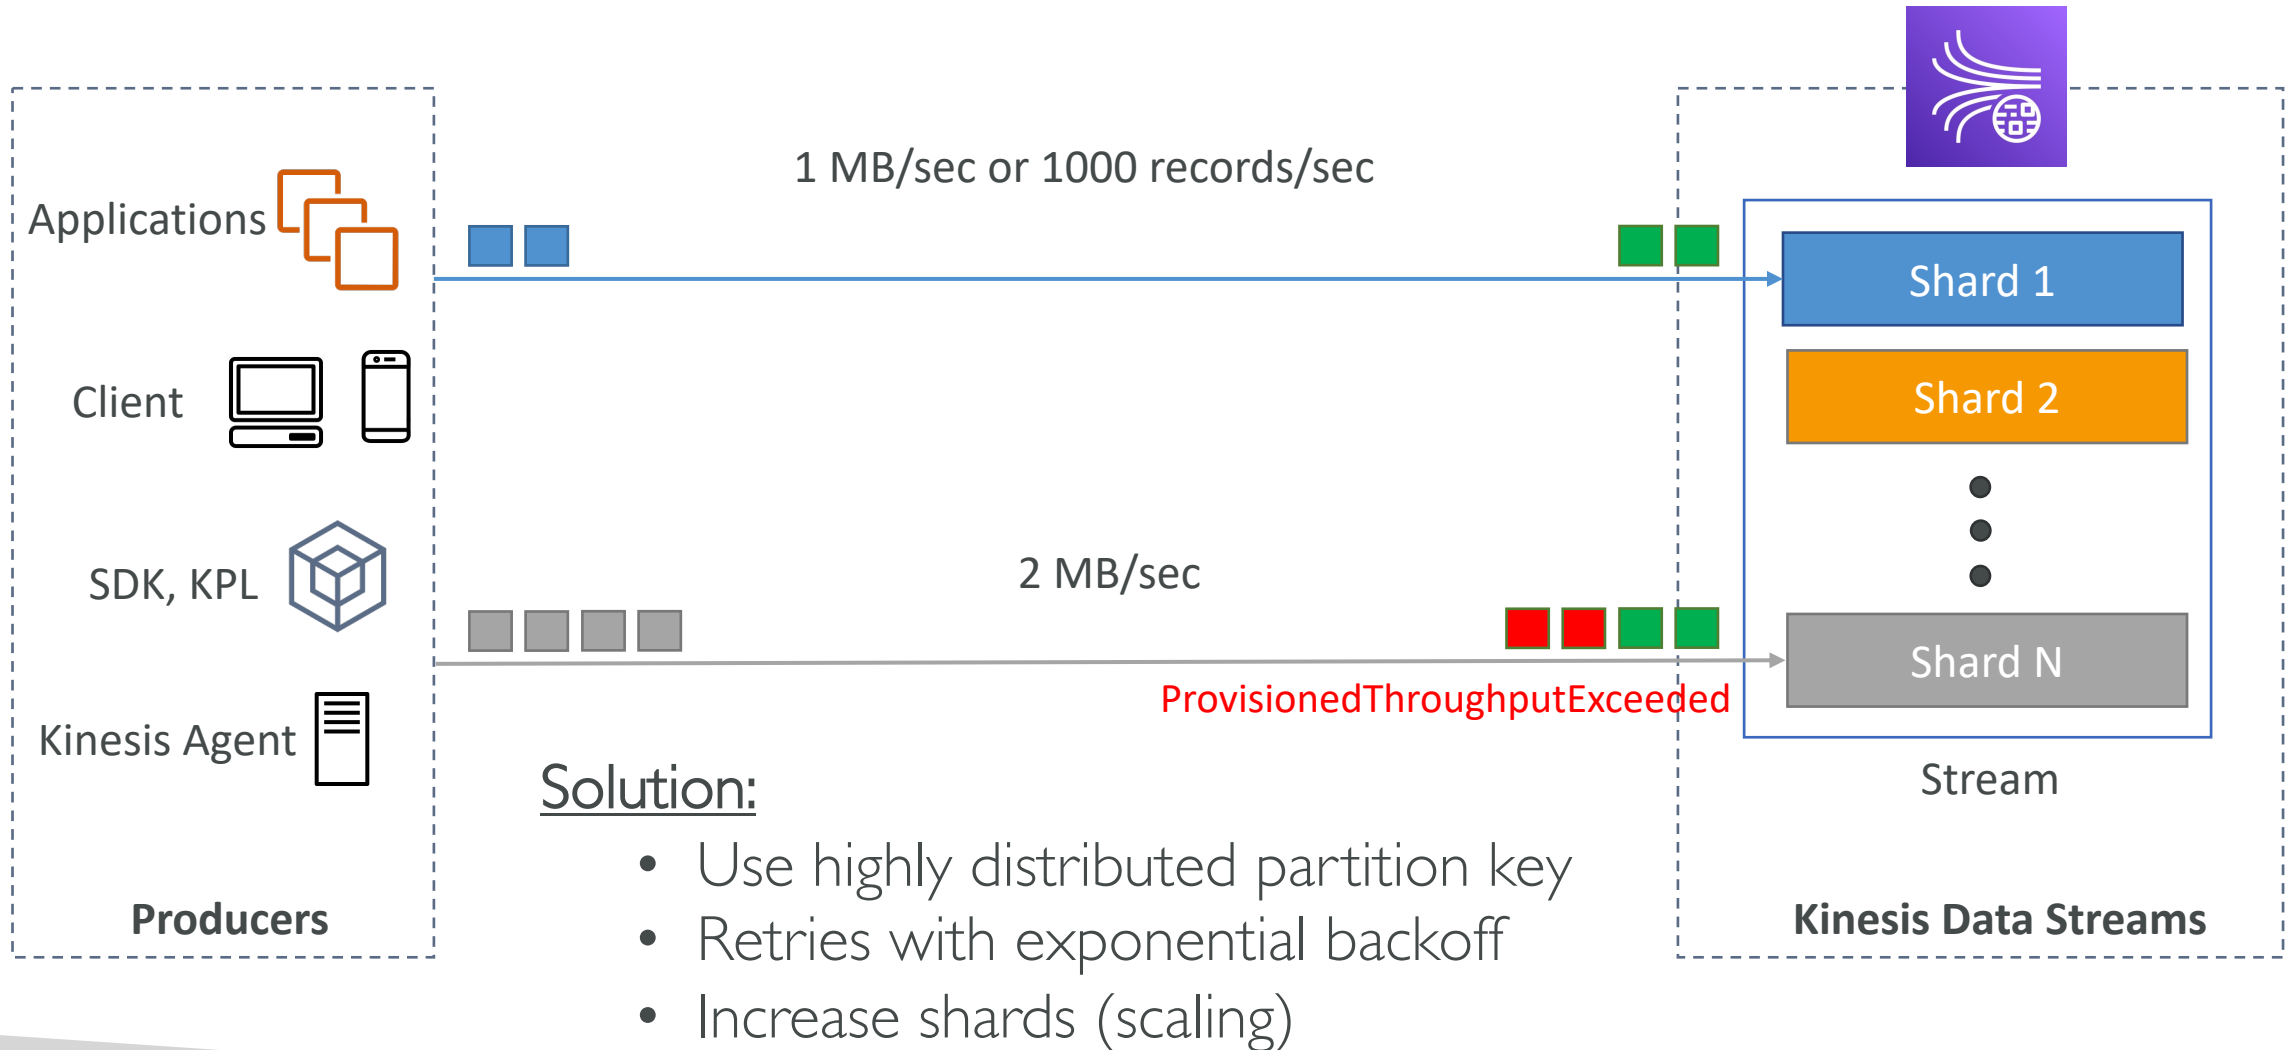 1 MB/sec or 1000 records/sec
Applications
Shard 1
Client
Shard 2
SDK, KPL
2 MB/sec
Shard N
ProvisionedThroughputExceeded
Kinesis Agent
Stream
Solution:
• Use highly distributed partition key
• Retries with exponential backoff
• Increase shards (scaling)
Producers
Kinesis Data Streams